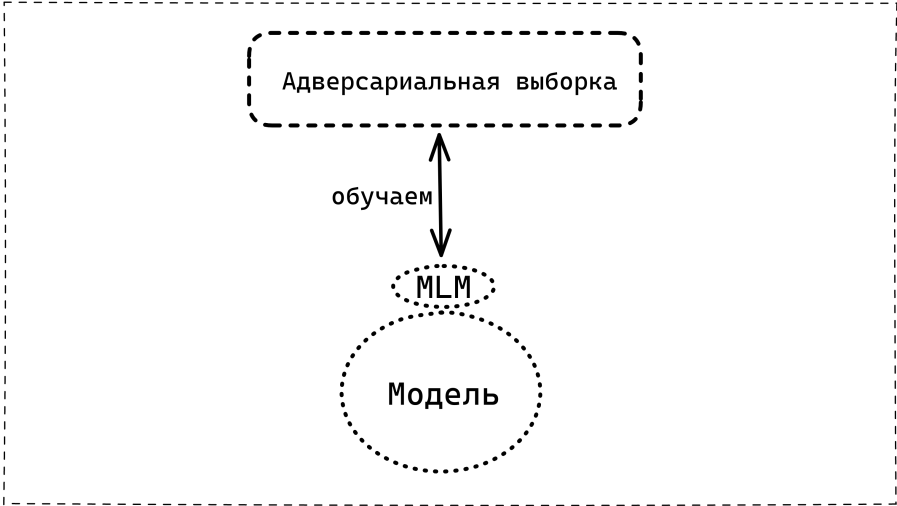 Адверсариальная выборка
обучаем
MLM
Модель